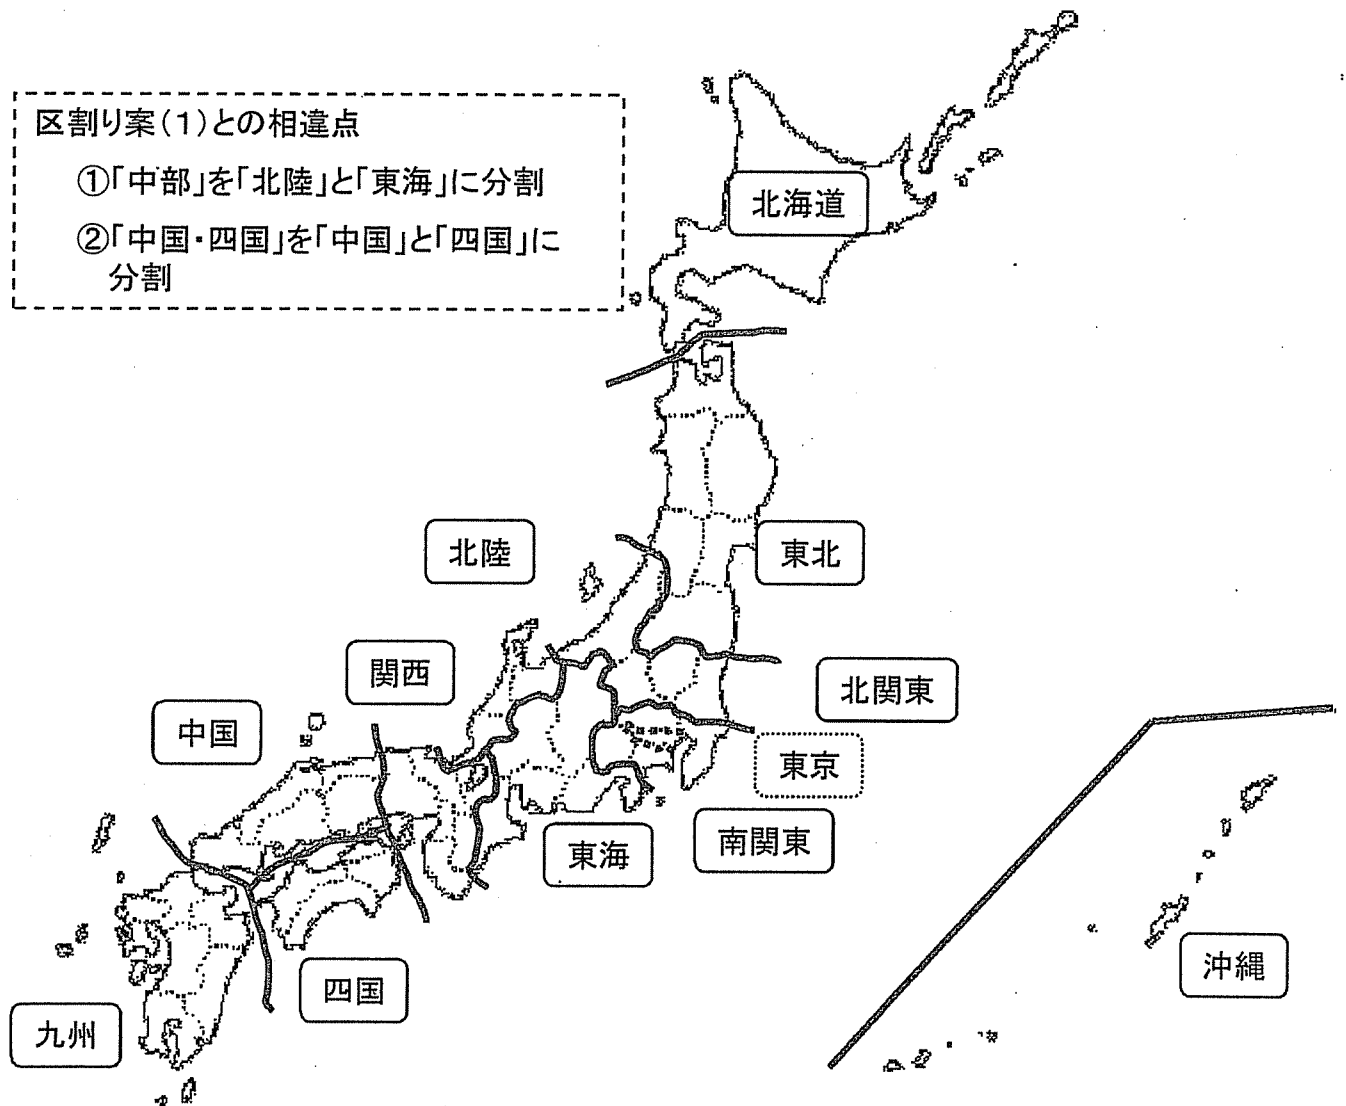 区割り案（１）との相違点
①「中部」を「北陸」と「東海」に分割
②「中国・四国」を「中国」と「四国」に
分割
北海道
北陸
東北
関西
北関東
中国
東京
南関東
東海
沖縄
四国
九州